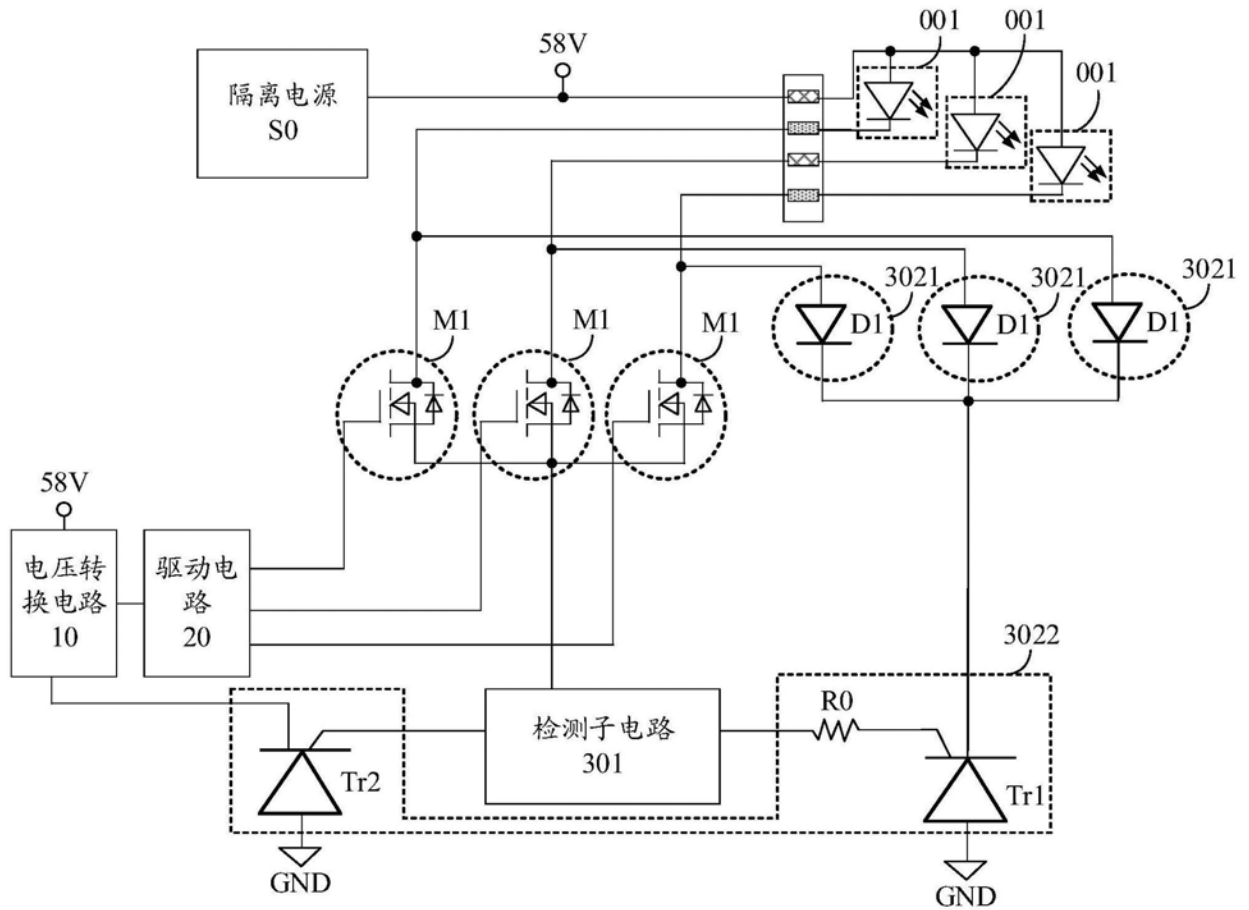 001
001
001
58V
隔离电源
S0
3021
3021
3021
D1
D1
D1
M1
M1
M1
58V
电压转
换电路
10
驱动电
路
20
3022
R0
检测子电路
301
Tr2
Tr1
GND
GND